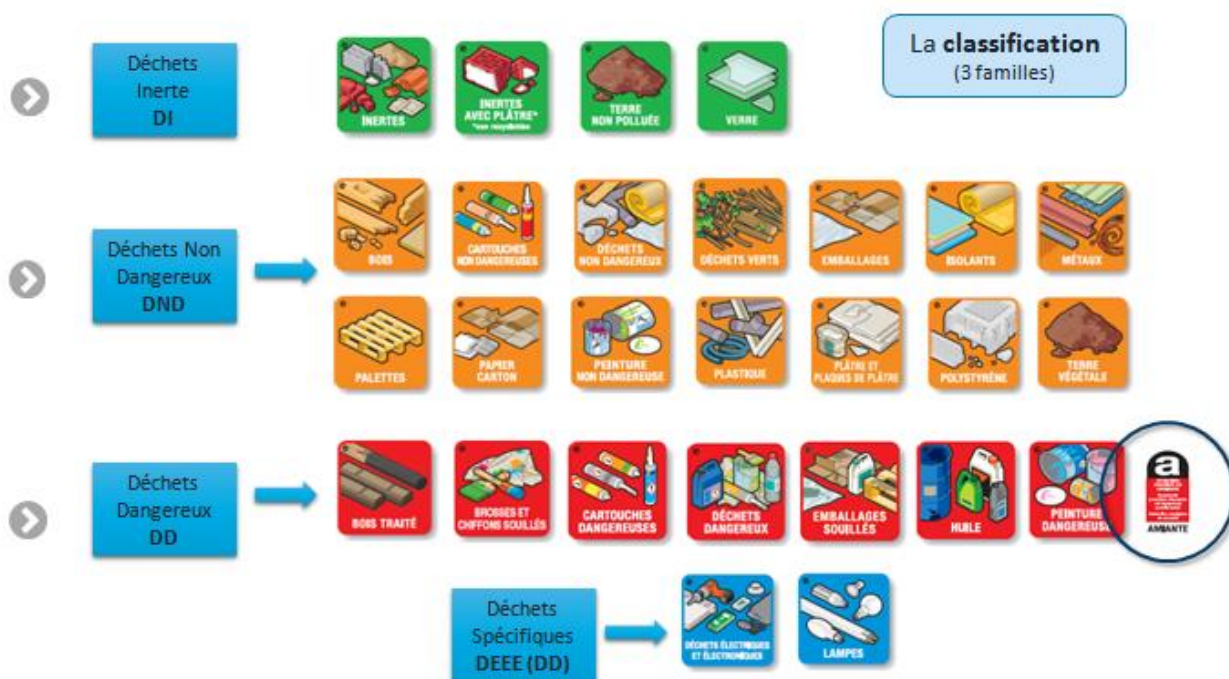 La classification
(3 familles)
Déchets
Inerte
DI
INERTES
INERTES
AVEC PLÂTRE*
*non recyclables
TERRE
NON POLLUÉE
VERRE
Déchets Non
Dangereux
DND
BOIS
CARTOUCHES
NON DANGEREUSES
DÉCHETS
NON DANGEREUX
DÉCHETS VERTS
EMBALLAGES
ISOLANTS
MÉTAUX
PALETTES
PAPIER
CARTON
PEINTURE
NON DANGEREUSE
PLASTIQUE
PLÂTRE ET
PLAQUES DE PLÂTRE
POLYSTYRÈNE
TERRE
VÉGÉTALE
Déchets
Dangereux
DD
BOIS TRAITÉ
BROSSES ET
CHIFFONS SOUILLÉS
CARTOUCHES
DANGEREUSES
DÉCHETS
DANGEREUX
EMBALLAGES
SOUILLÉS
HUILE
PEINTURE
DANGEREUSE
a
AMIANTE
Déchets
Spécifiques
DEEE (DD)
DÉCHETS ÉLECTRIQUES
ET ÉLECTRONIQUES
LAMPES